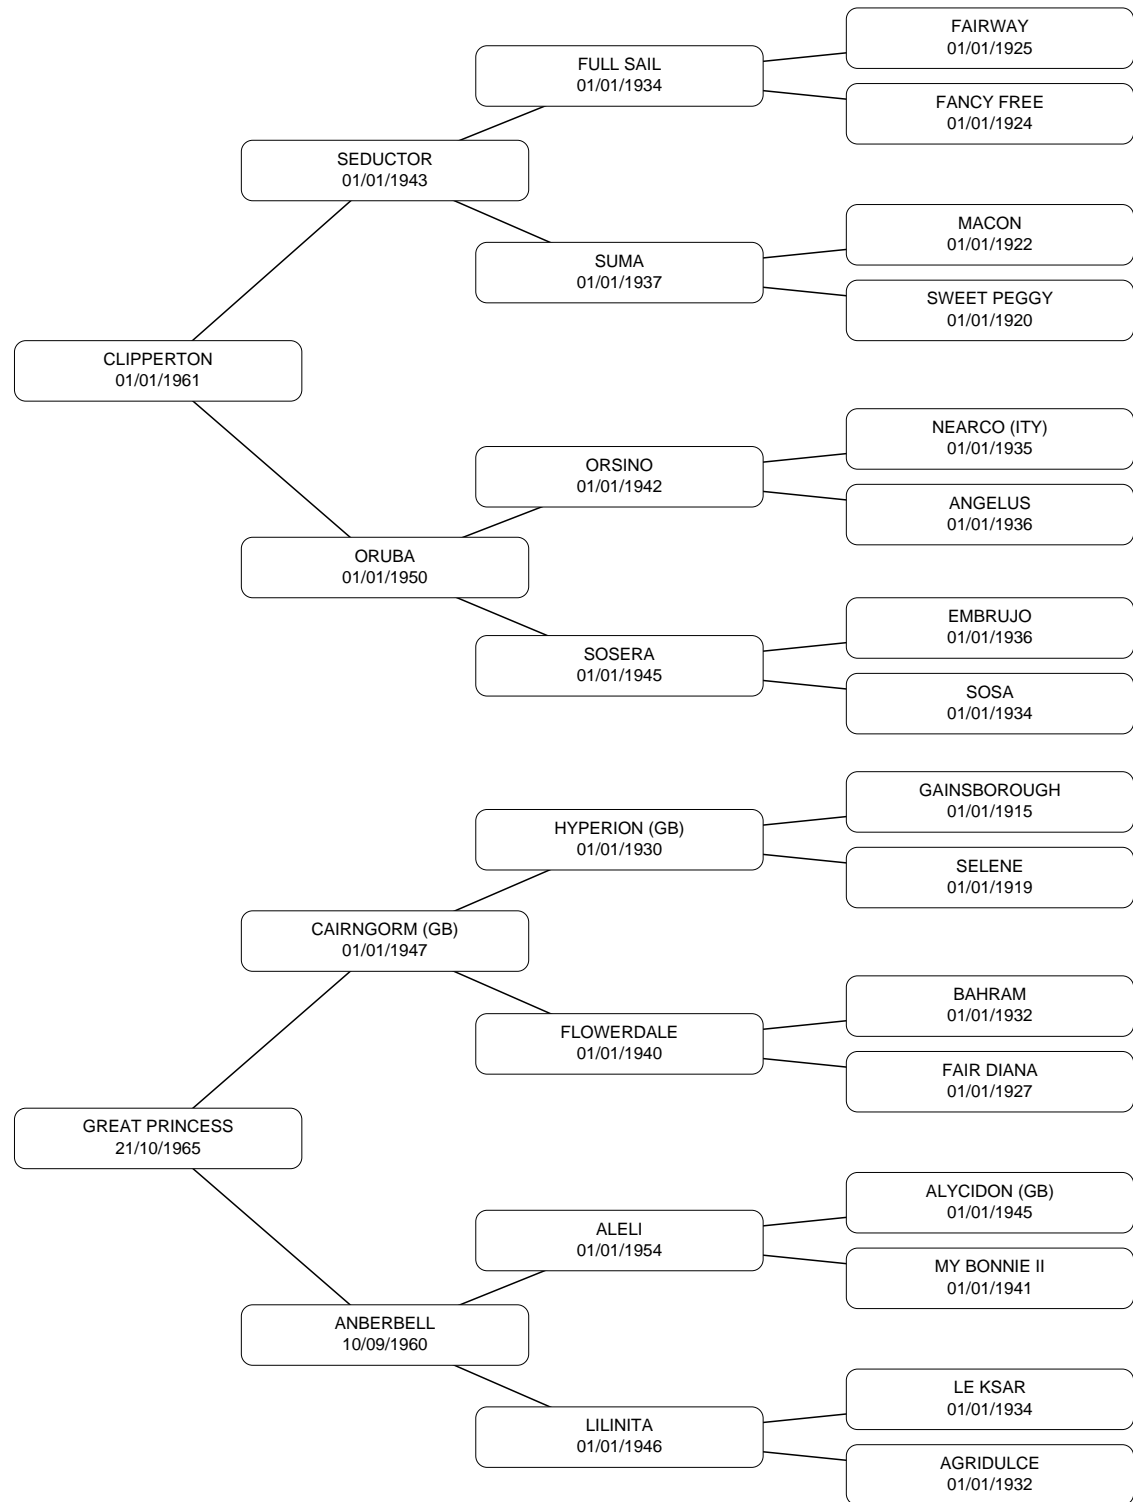 FAIRWAY
01/01/1925
FULL SAIL
01/01/1934
FANCY FREE
01/01/1924
SEDUCTOR
01/01/1943
MACON
01/01/1922
SUMA
01/01/1937
SWEET PEGGY
01/01/1920
CLIPPERTON
01/01/1961
NEARCO (ITY)
01/01/1935
ORSINO
01/01/1942
ANGELUS
01/01/1936
ORUBA
01/01/1950
EMBRUJO
01/01/1936
SOSERA
01/01/1945
SOSA
01/01/1934
GAINSBOROUGH
01/01/1915
HYPERION (GB)
01/01/1930
SELENE
01/01/1919
CAIRNGORM (GB)
01/01/1947
BAHRAM
01/01/1932
FLOWERDALE
01/01/1940
FAIR DIANA
01/01/1927
GREAT PRINCESS
21/10/1965
ALYCIDON (GB)
01/01/1945
ALELI
01/01/1954
MY BONNIE II
01/01/1941
ANBERBELL
10/09/1960
LE KSAR
01/01/1934
LILINITA
01/01/1946
AGRIDULCE
01/01/1932